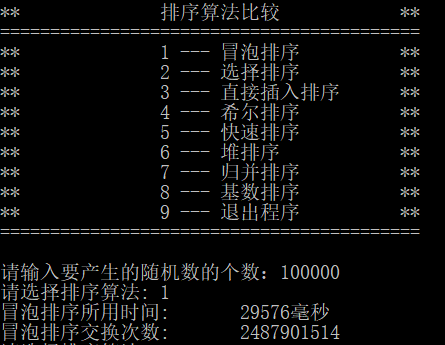 ** 排序算法比较 **
==========================================
** 1 --- 冒泡排序 **
** 2 --- 选择排序 **
** 3 --- 直接插入排序 **
** 4 --- 希尔排序 **
** 5 --- 快速排序 **
** 6 --- 堆排序 **
** 7 --- 归并排序 **
** 8 --- 基数排序 **
** 9 --- 退出程序 **
==========================================
请输入要产生的随机数的个数：100000
请选择排序算法: 1
冒泡排序所用时间: 29576毫秒
冒泡排序交换次数: 2487901514